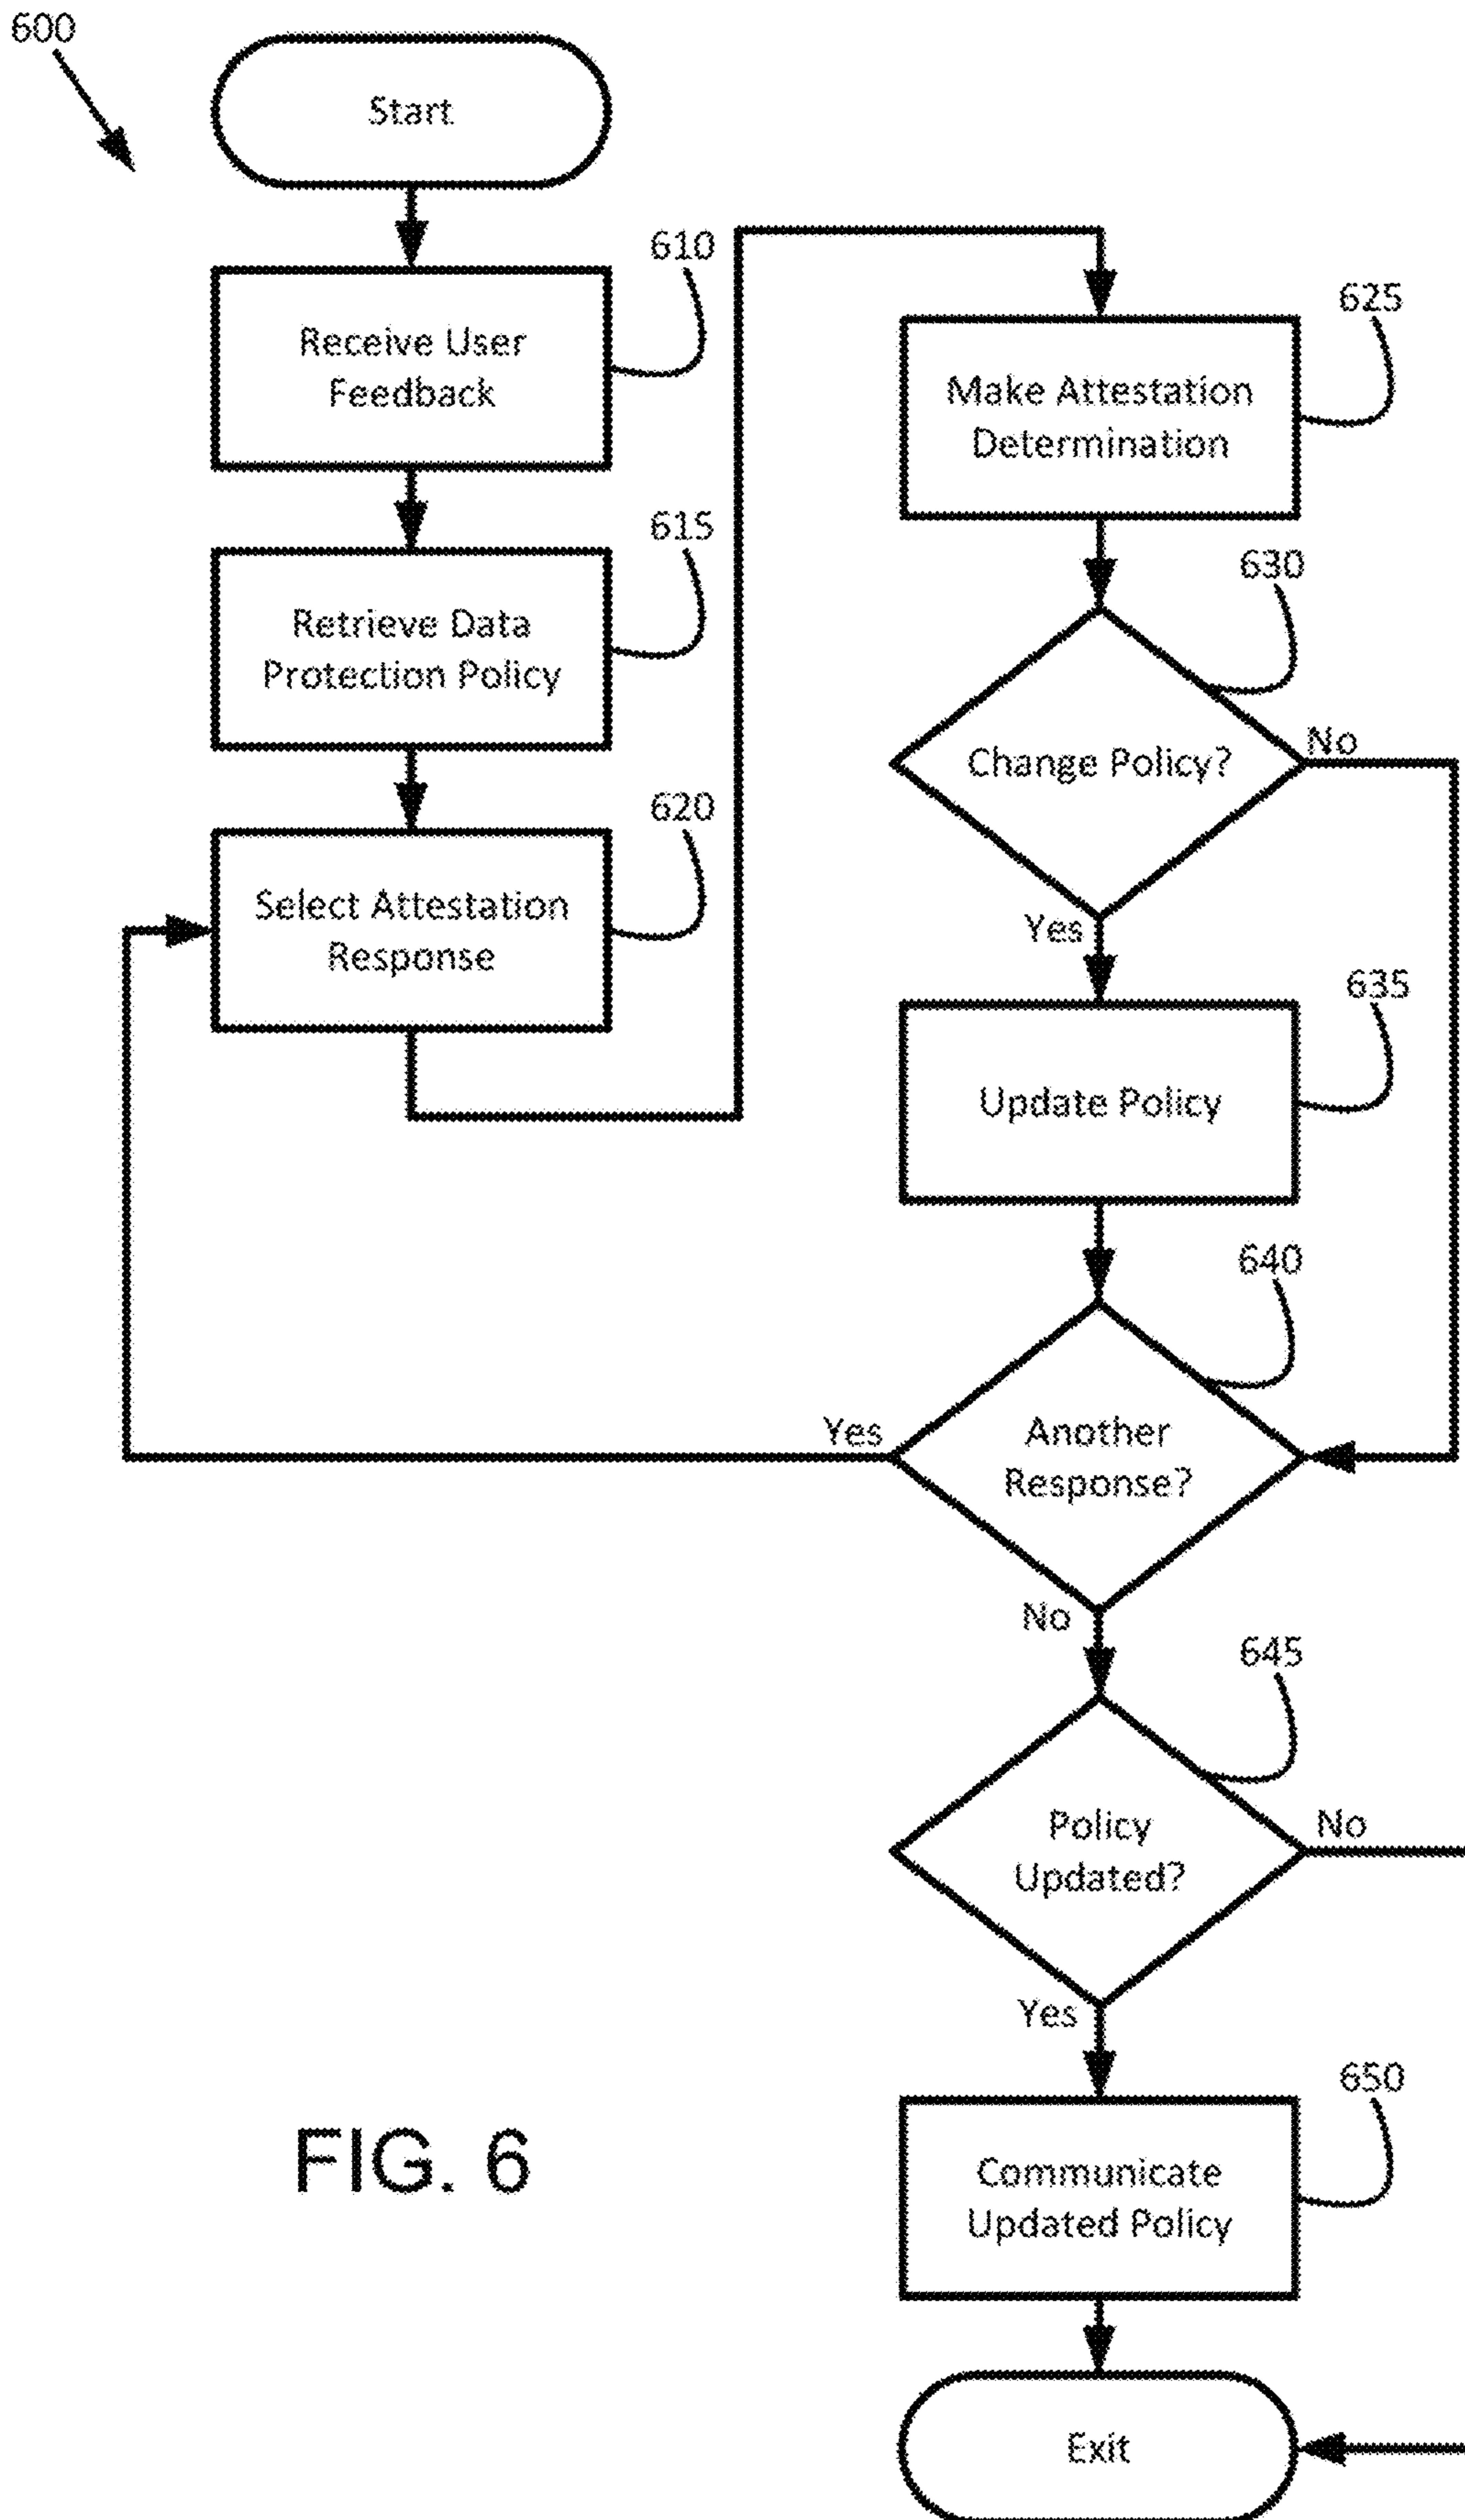 600
Start
610
Receive User
Feedback
615
Retrieve Data
Protection Policy
620
Select Attestation
Response
625
Make Attestation
Determination
630
Change Policy?
No
Yes
635
Update Policy
640
Another
Response?
Yes
No
645
Policy
Updated?
No
Yes
650
Communicate
Updated Policy
Exit
FIG. 6